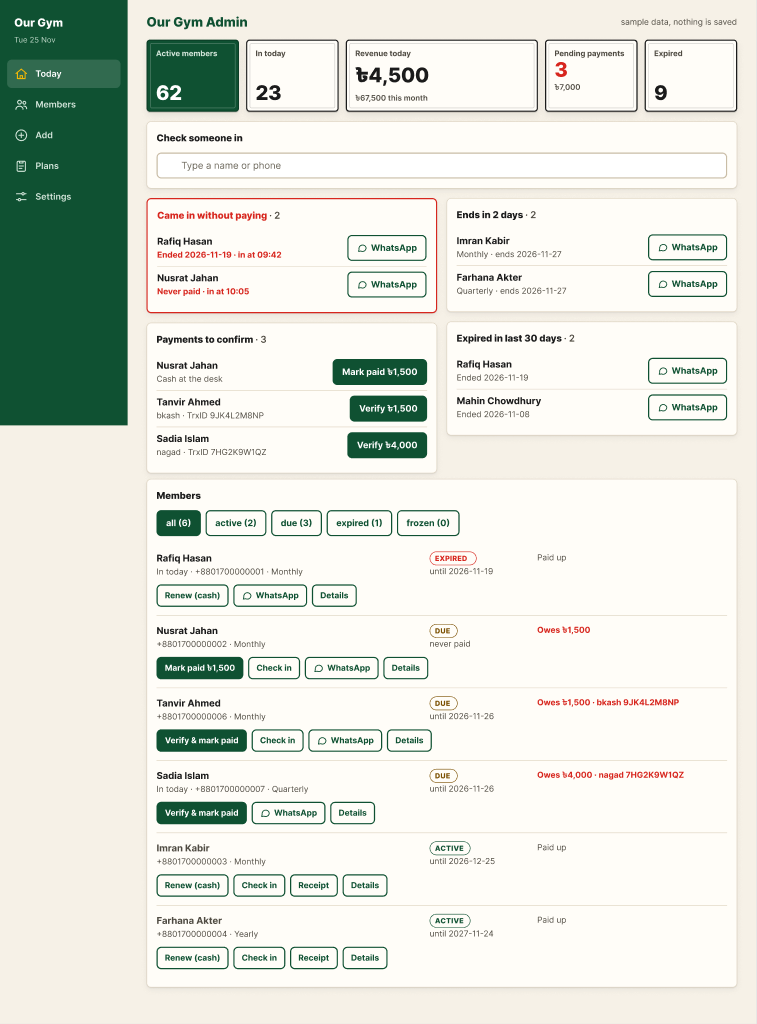 Our Gym
Tue 25 Nov
Today
Members
Add
Plans
Settings
Our Gym Admin
sample data, nothing is saved
Active members
62
In today
23
Revenue today
৳4,500
৳67,500 this month
Pending payments
3
৳7,000
Expired
9
Check someone in
Type a name or phone
Came in without paying · 2
Rafiq Hasan
Ended 2026-11-19 · in at 09:42
WhatsApp
Nusrat Jahan
Never paid · in at 10:05
WhatsApp
Ends in 2 days · 2
Imran Kabir
Monthly · ends 2026-11-27
WhatsApp
Farhana Akter
Quarterly · ends 2026-11-27
WhatsApp
Payments to confirm · 3
Nusrat Jahan
Cash at the desk
Mark paid ৳1,500
Tanvir Ahmed
bkash · TrxID 9JK4L2M8NP
Verify ৳1,500
Sadia Islam
nagad · TrxID 7HG2K9W1QZ
Verify ৳4,000
Expired in last 30 days · 2
Rafiq Hasan
Ended 2026-11-19
WhatsApp
Mahin Chowdhury
Ended 2026-11-08
WhatsApp
Members
all (6) active (2) due (3) expired (1) frozen (0)
Rafiq Hasan
In today · +8801700000001 · Monthly
EXPIRED
until 2026-11-19
Paid up
Renew (cash) WhatsApp Details
Nusrat Jahan
+8801700000002 · Monthly
DUE
never paid
Owes ৳1,500
Mark paid ৳1,500 Check in WhatsApp Details
Tanvir Ahmed
+8801700000006 · Monthly
DUE
until 2026-11-26
Owes ৳1,500 · bkash 9JK4L2M8NP
Verify & mark paid Check in WhatsApp Details
Sadia Islam
In today · +8801700000007 · Quarterly
DUE
until 2026-11-26
Owes ৳4,000 · nagad 7HG2K9W1QZ
Verify & mark paid WhatsApp Details
Imran Kabir
+8801700000003 · Monthly
ACTIVE
until 2026-12-25
Paid up
Renew (cash) Check in Receipt Details
Farhana Akter
+8801700000004 · Yearly
ACTIVE
until 2027-11-24
Paid up
Renew (cash) Check in Receipt Details